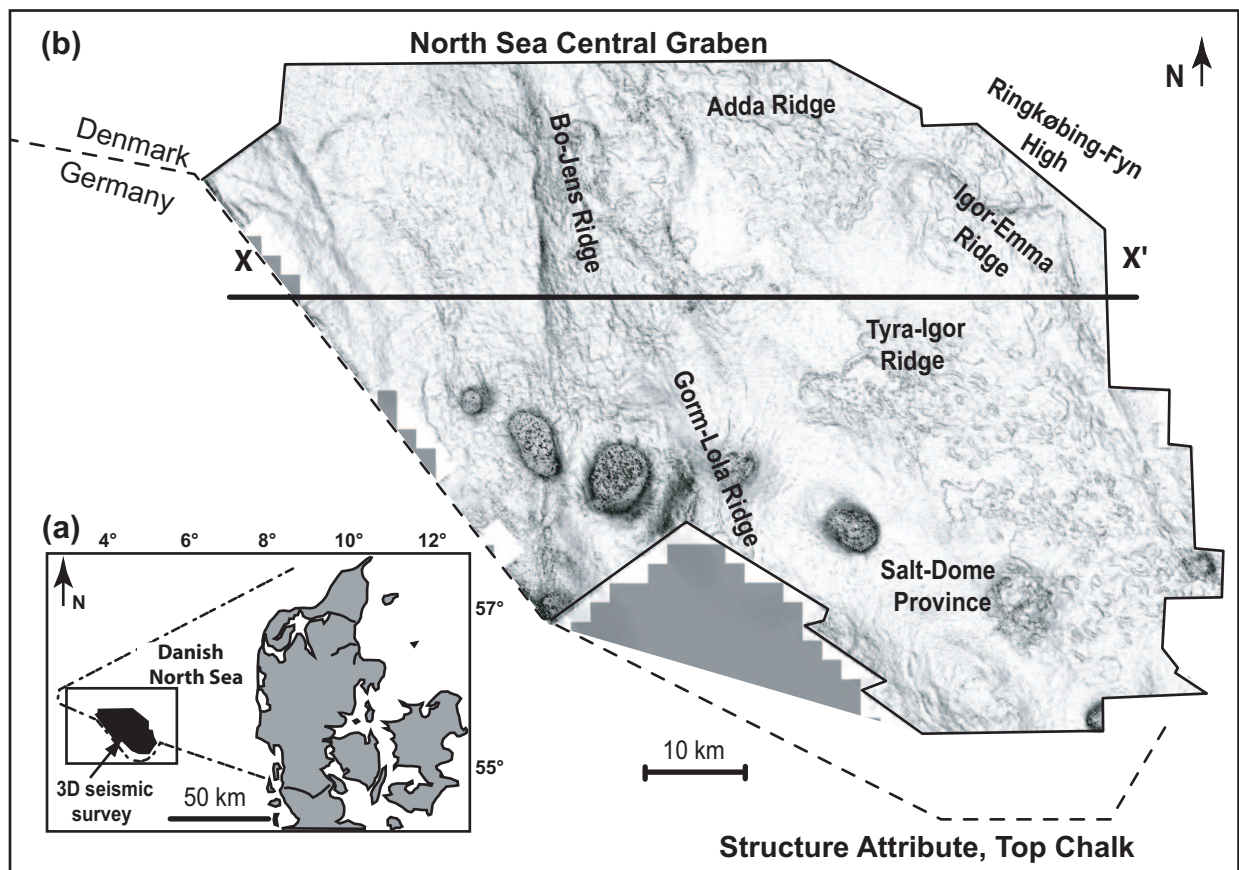 (b)
North Sea Central Graben
N
Adda Ridge
Ringkøbing-Fyn
High
Denmark
Germany
Bo-Jens Ridge
Igor-Emma
Ridge
X
X'
Tyra-Igor
Ridge
Gorm-Lola Ridge
Salt-Dome
Province
10 km
Structure Attribute, Top Chalk
(a)
4°
6°
8°
10°
12°
N
57°
Danish
North Sea
3D seismic
survey
50 km
55°